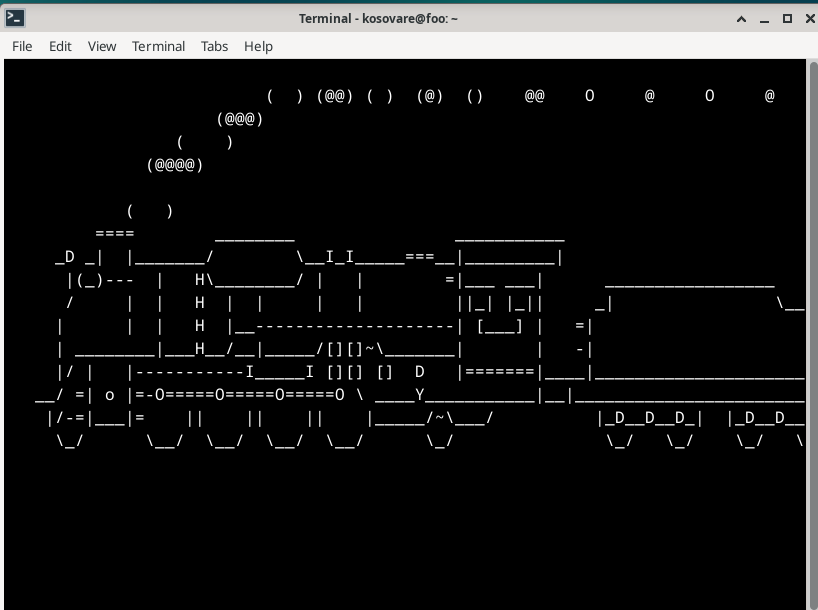 Terminal - kosovare@foo: ~
File Edit View Terminal Tabs Help
                          (  ) (@@) ( )  (@)  ()    @@    O     @     O     @
                     (@@@)
                 (    )
              (@@@@)

            (   )
         ====        ________                ___________
     _D _|  |_______/        \__I_I_____===__|_________|
      |(_)---  |   H\________/ |   |        =|___ ___|      _________________
      /     |  |   H  |  |     |   |         ||_| |_||     _|                \__
     |      |  |   H  |__--------------------| [___] |   =|
     | ________|___H__/__|_____/[][]~\_______|       |   -|
     |/ |   |-----------I_____I [][] []  D   |=======|____|_____________________
   __/ =| o |=-O=====O=====O=====O \ ____Y___________|__|_______________________
    |/-=|___|=    ||    ||    ||    |_____/~\___/          |_D__D__D_|  |_D__D__
     \_/      \__/  \__/  \__/  \__/      \_/               \_/   \_/    \_/   \